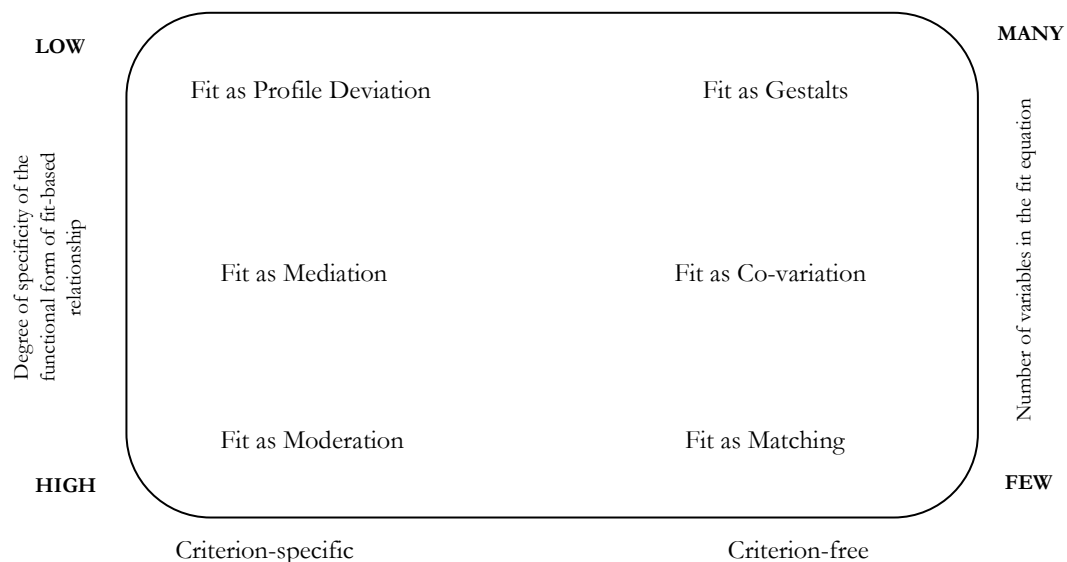 LOW
MANY
Fit as Profile Deviation
Fit as Gestalts
Degree of specificity of the
functional form of fit-based
relationship
Number of variables in the fit equation
Fit as Mediation
Fit as Co-variation
Fit as Moderation
Fit as Matching
HIGH
FEW
Criterion-specific
Criterion-free